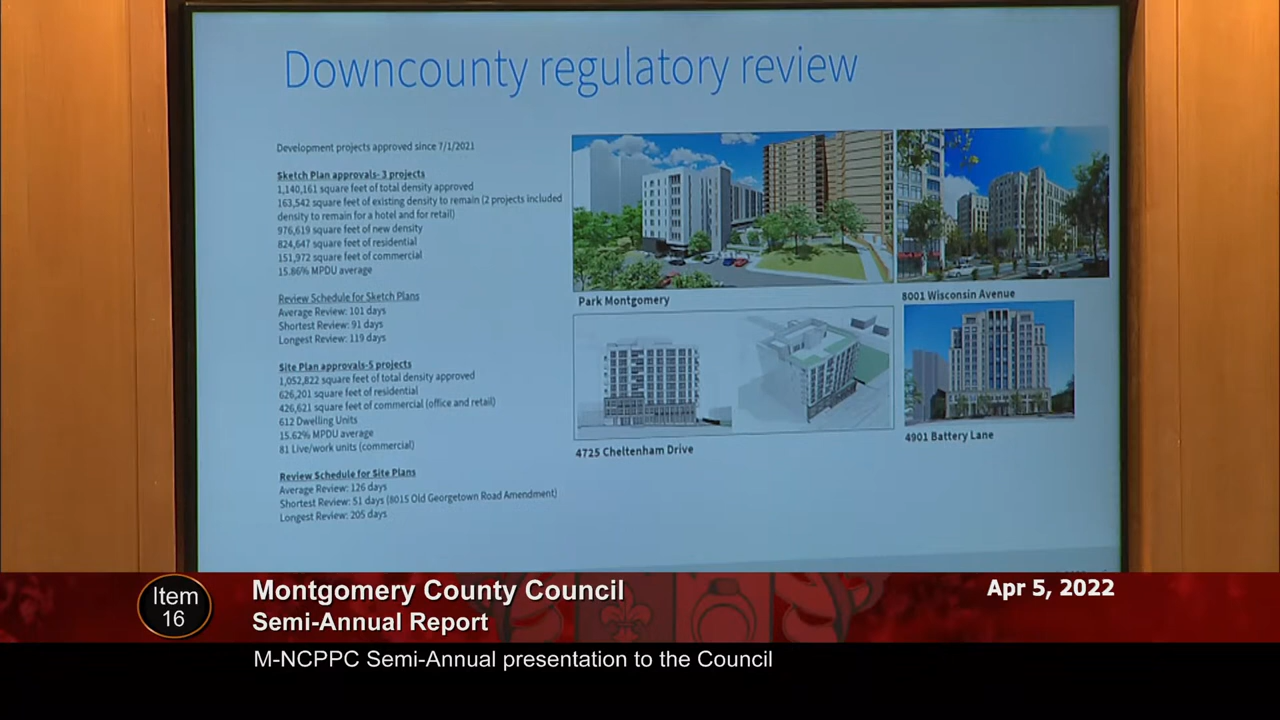 Downcounty regulatory review
Development projects approved since 7/1/2021
Sketch Plan approvals- 3 projects
1,140,161 square feet of total density approved
163,542 square feet of existing density to remain (2 projects included
density to remain for a hotel and for retail)
976,619 square feet of new density
824,647 square feet of residential
151,972 square feet of commercial
15.86% MPDU average
Review Schedule for Sketch Plans
Average Review: 101 days
Shortest Review: 91 days
Longest Review: 119 days
Site Plan approvals-5 projects
1,052,822 square feet of total density approved
626,201 square feet of residential
426,621 square feet of commercial (office and retail)
612 Dwelling Units
15.62% MPDU average
81 Live/work units (commercial)
Review Schedule for Site Plans
Average Review: 126 days
Shortest Review: 51 days (8015 Old Georgetown Road Amendment)
Longest Review: 205 days
Park Montgomery
8001 Wisconsin Avenue
4725 Cheltenham Drive
4901 Battery Lane
Item
16
Montgomery County Council
Semi-Annual Report
Apr 5, 2022
M-NCPPC Semi-Annual presentation to the Council